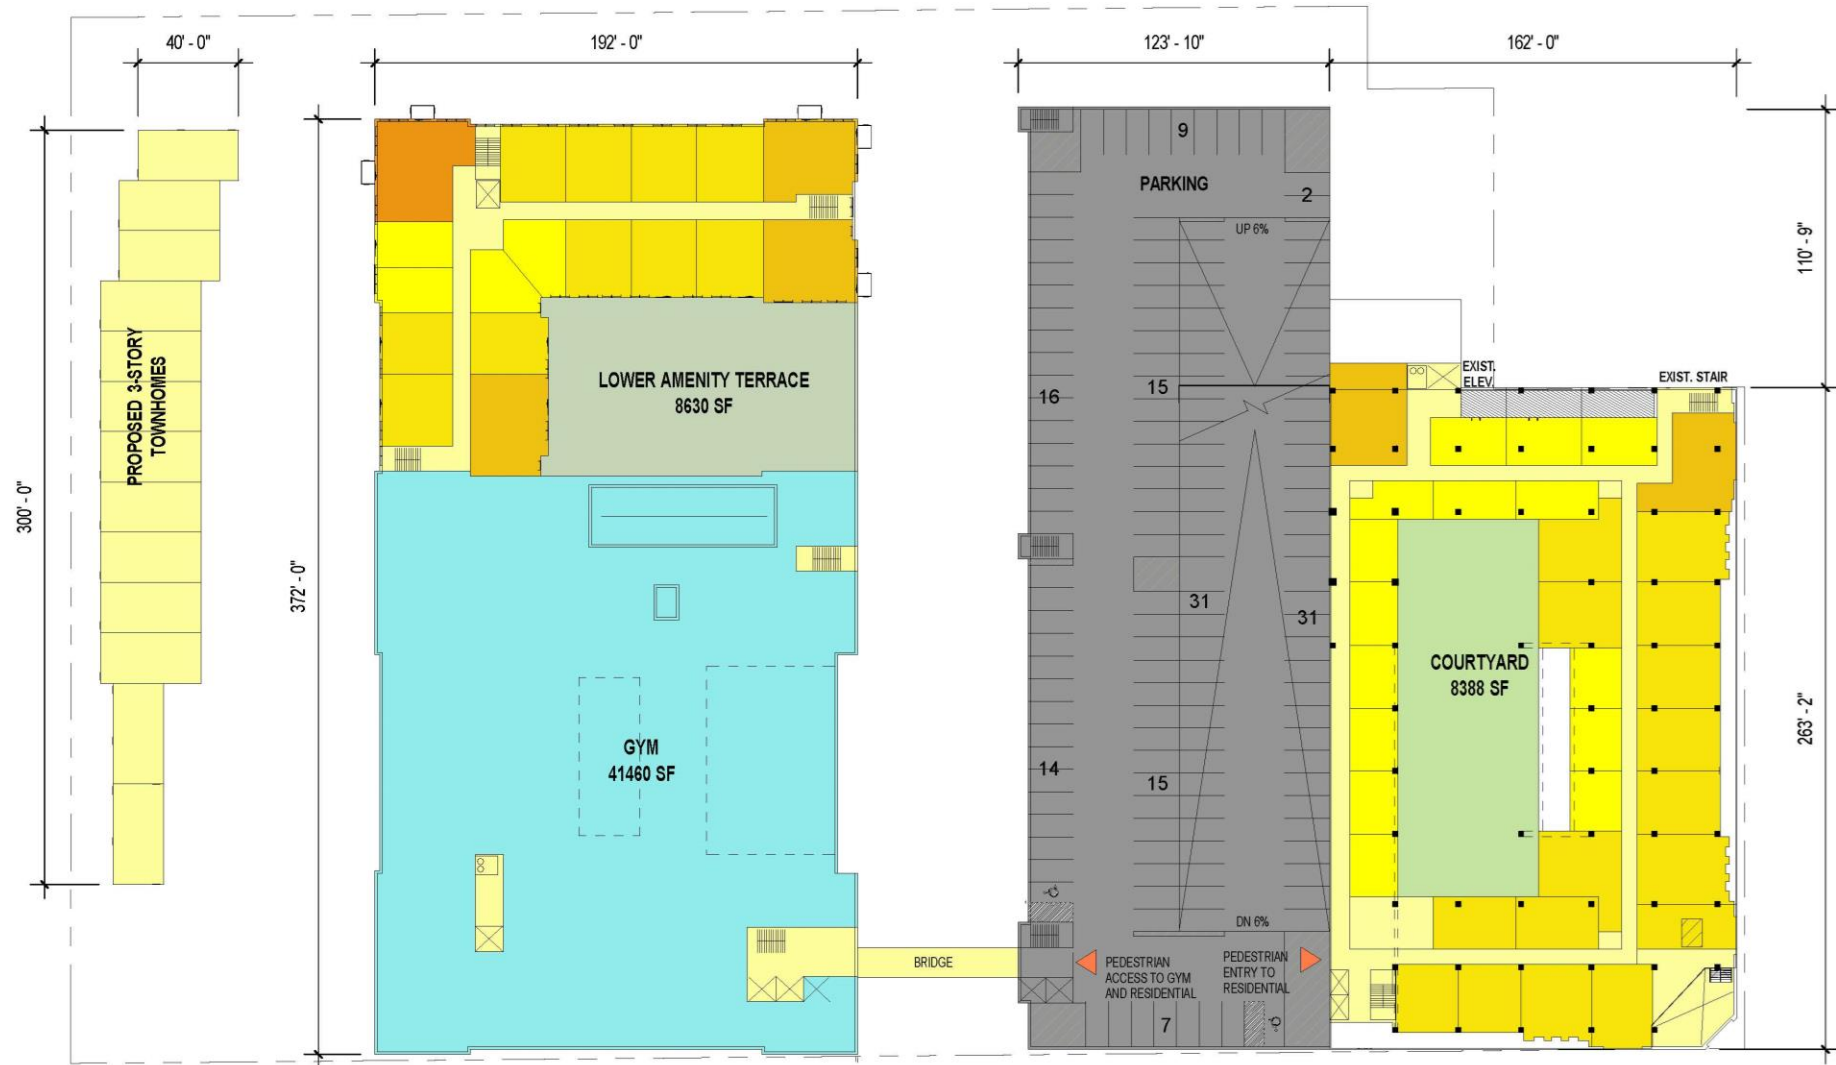 40' - 0"
192' - 0"
123' - 10"
162' - 0"
300' - 0"
PROPOSED 3-STORY
TOWNHOMES
372' - 0"
LOWER AMENITY TERRACE
8630 SF
GYM
41460 SF
BRIDGE
9
PARKING
2
UP 6%
16
15
31
31
14
15
DN 6%
PEDESTRIAN
ACCESS TO GYM
AND RESIDENTIAL
PEDESTRIAN
ENTRY TO
RESIDENTIAL
7
EXIST.
ELEV.
EXIST. STAIR
COURTYARD
8388 SF
110' - 9"
263' - 2"